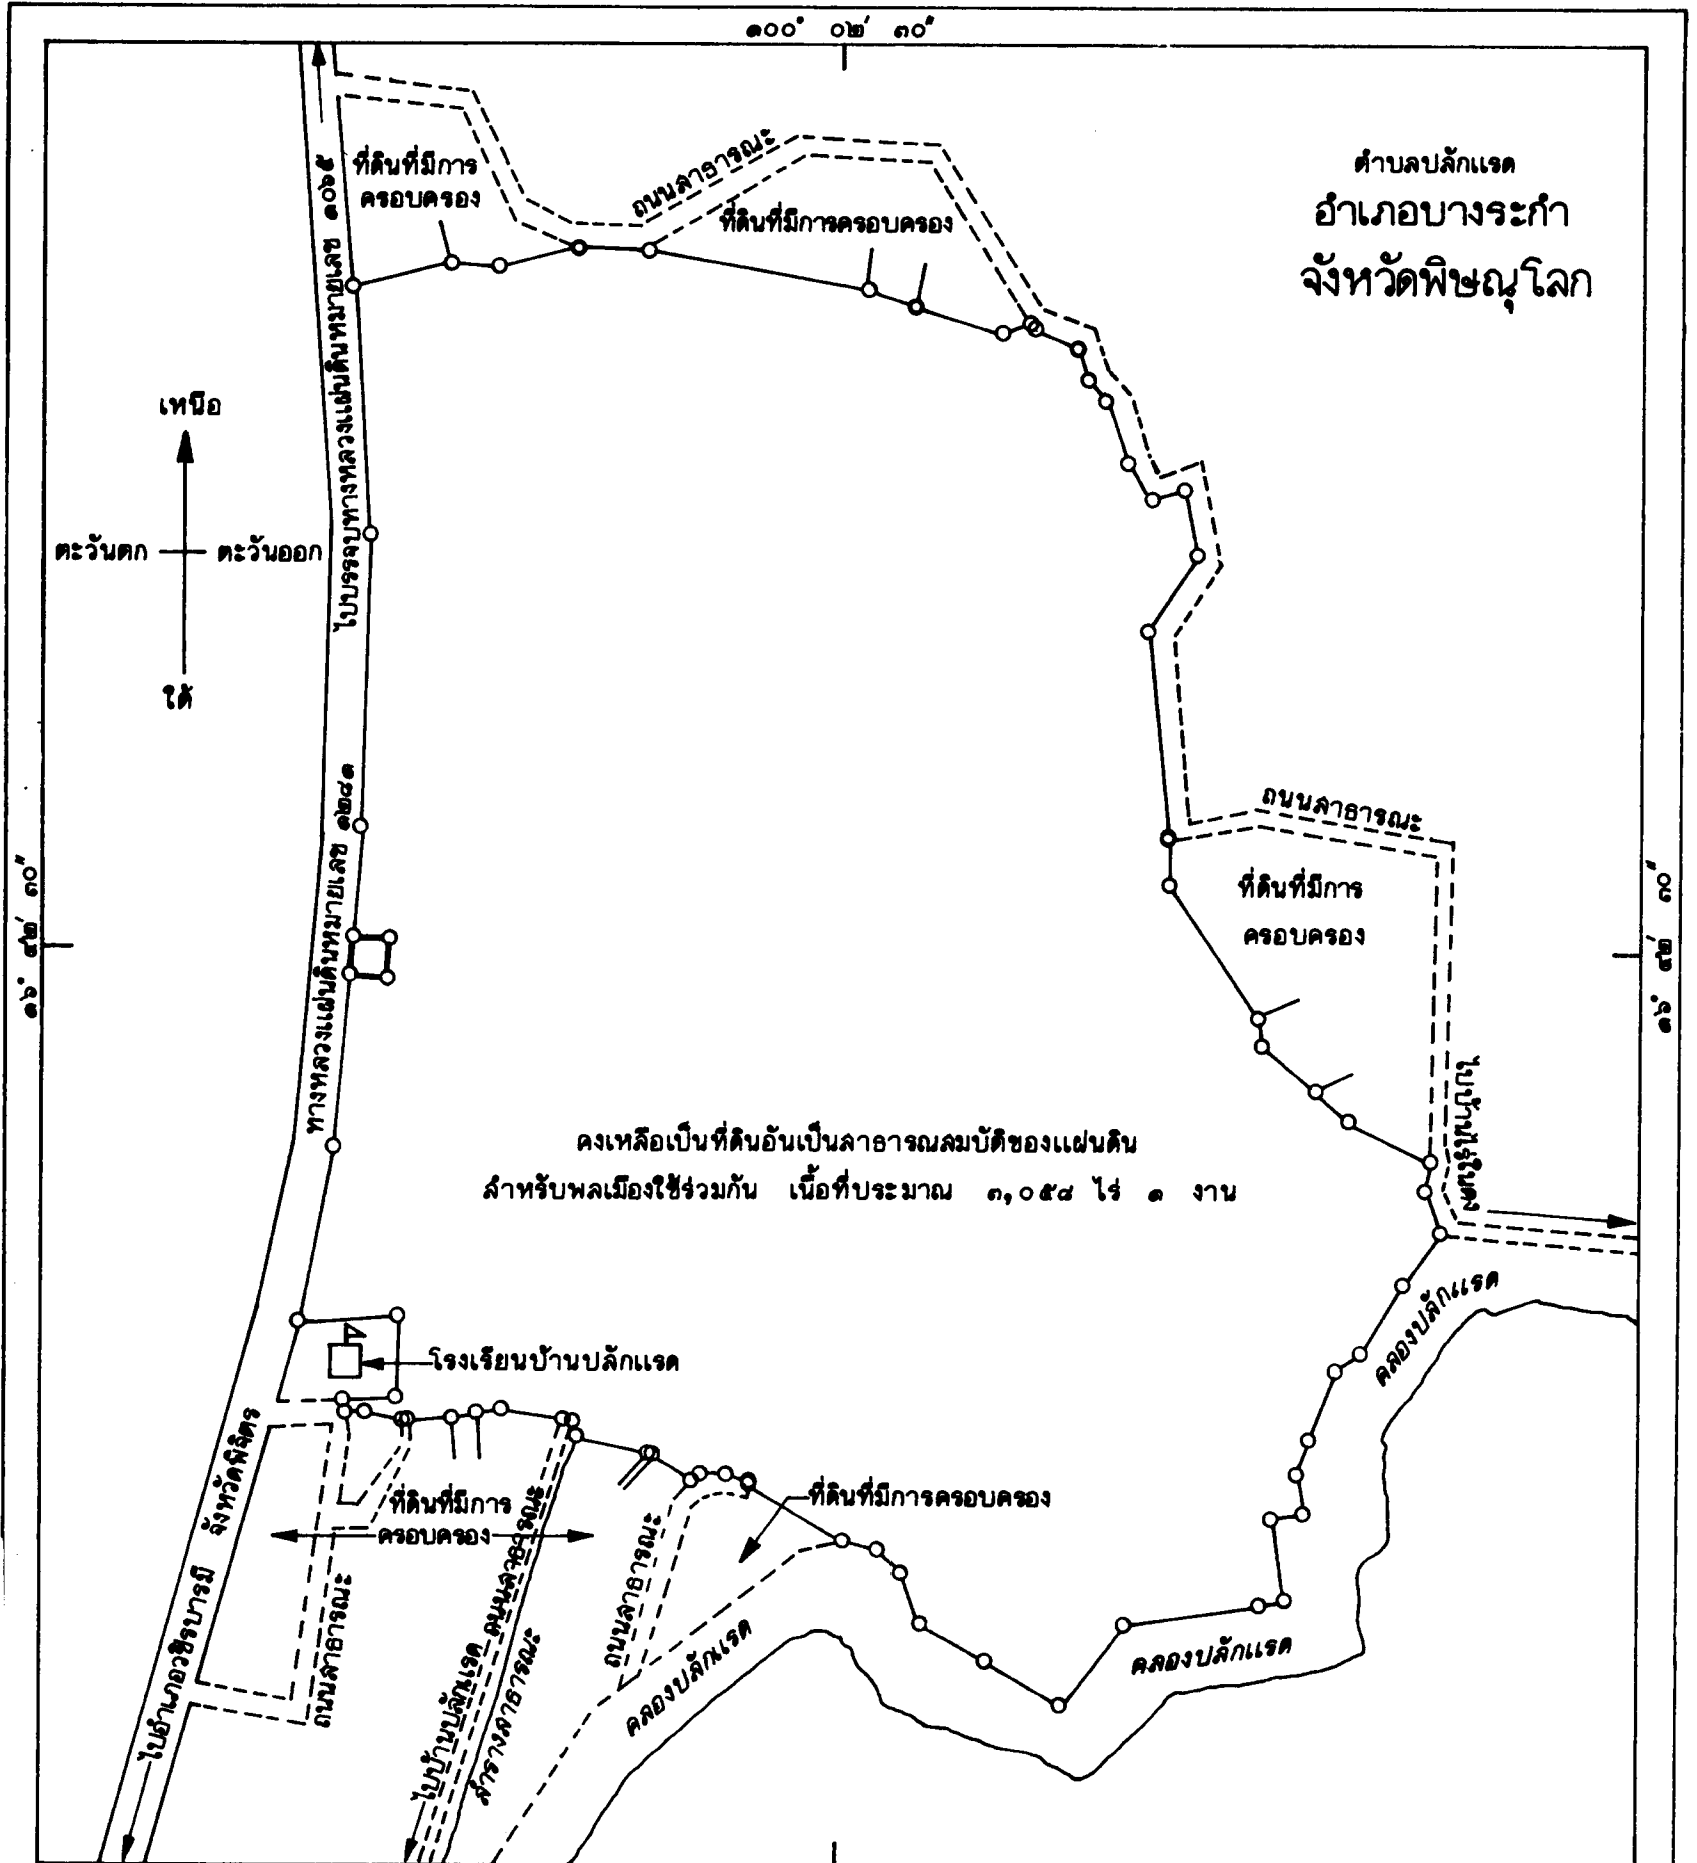 ๑๐๐° ๐๒' ๓๐"
ตำบลปลักแรด
อำเภอบางระกำ
จังหวัดพิษณุโลก
ที่ดินที่มีการ
ครอบครอง
ถนนสาธารณะ
ที่ดินที่มีการครอบครอง
ไปบรรจบทางหลวงแผ่นดินหมายเลข ๑๐๖๕
เหนือ
ตะวันตก
ตะวันออก
ใต้
ทางหลวงแผ่นดินหมายเลข ๑๒๘๑
๑๖° ๔๒' ๓๐"
ถนนสาธารณะ
ที่ดินที่มีการ
ครอบครอง
๑๖° ๔๒' ๓๐"
คงเหลือเป็นที่ดินอันเป็นสาธารณสมบัติของแผ่นดิน
สำหรับพลเมืองใช้ร่วมกัน เนื้อที่ประมาณ ๓,๐๕๘ ไร่ ๑ งาน
คลองปลักแรด
โรงเรียนบ้านปลักแรด
ไปอำเภอวชิรบารมี จังหวัดพิจิตร
ที่ดินที่มีการ
ครอบครอง
ที่ดินที่มีการครอบครอง
ถนนสาธารณะ
ไปบ้านปลักแรด ถนนสาธารณะ
ลำรางสาธารณะ
ถนนสาธารณะ
คลองปลักแรด
คลองปลักแรด